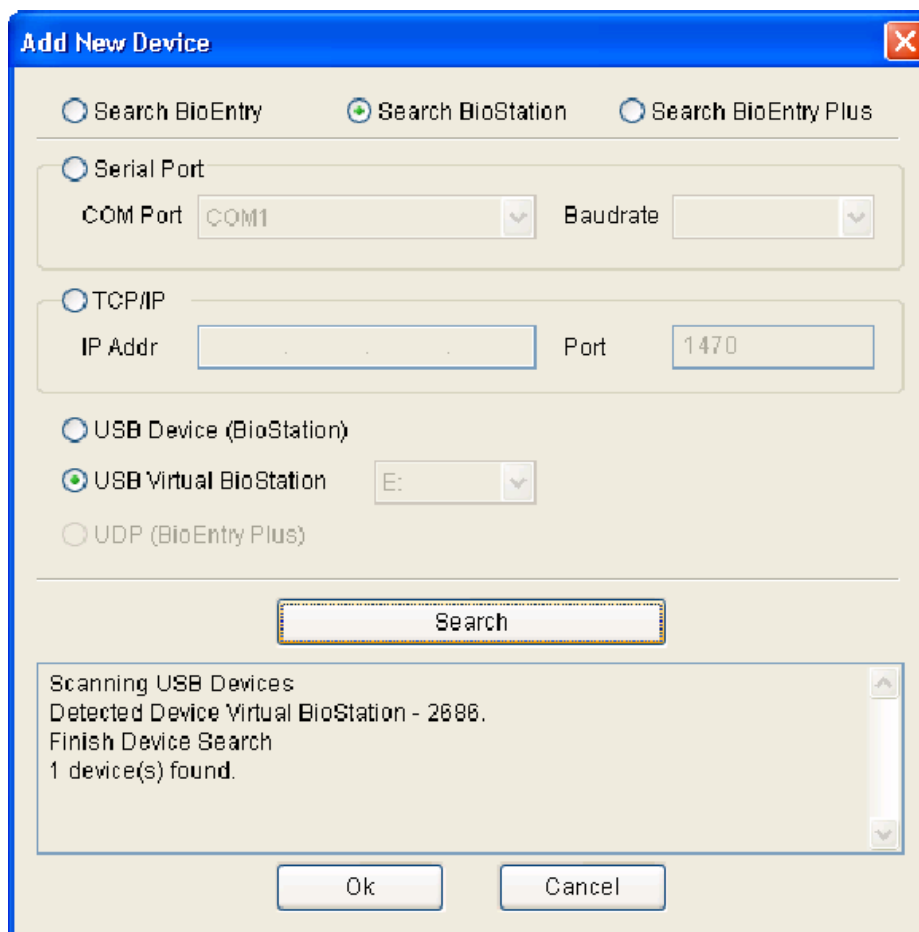 Add New Device
Search BioEntry Search BioStation Search BioEntry Plus
Serial Port
COM Port COM1 Baudrate
TCP/IP
IP Addr . . . Port 1470
USB Device (BioStation)
USB Virtual BioStation E:
UDP (BioEntry Plus)
Search
Scanning USB Devices
Detected Device Virtual BioStation - 2686.
Finish Device Search
1 device(s) found.
Ok Cancel